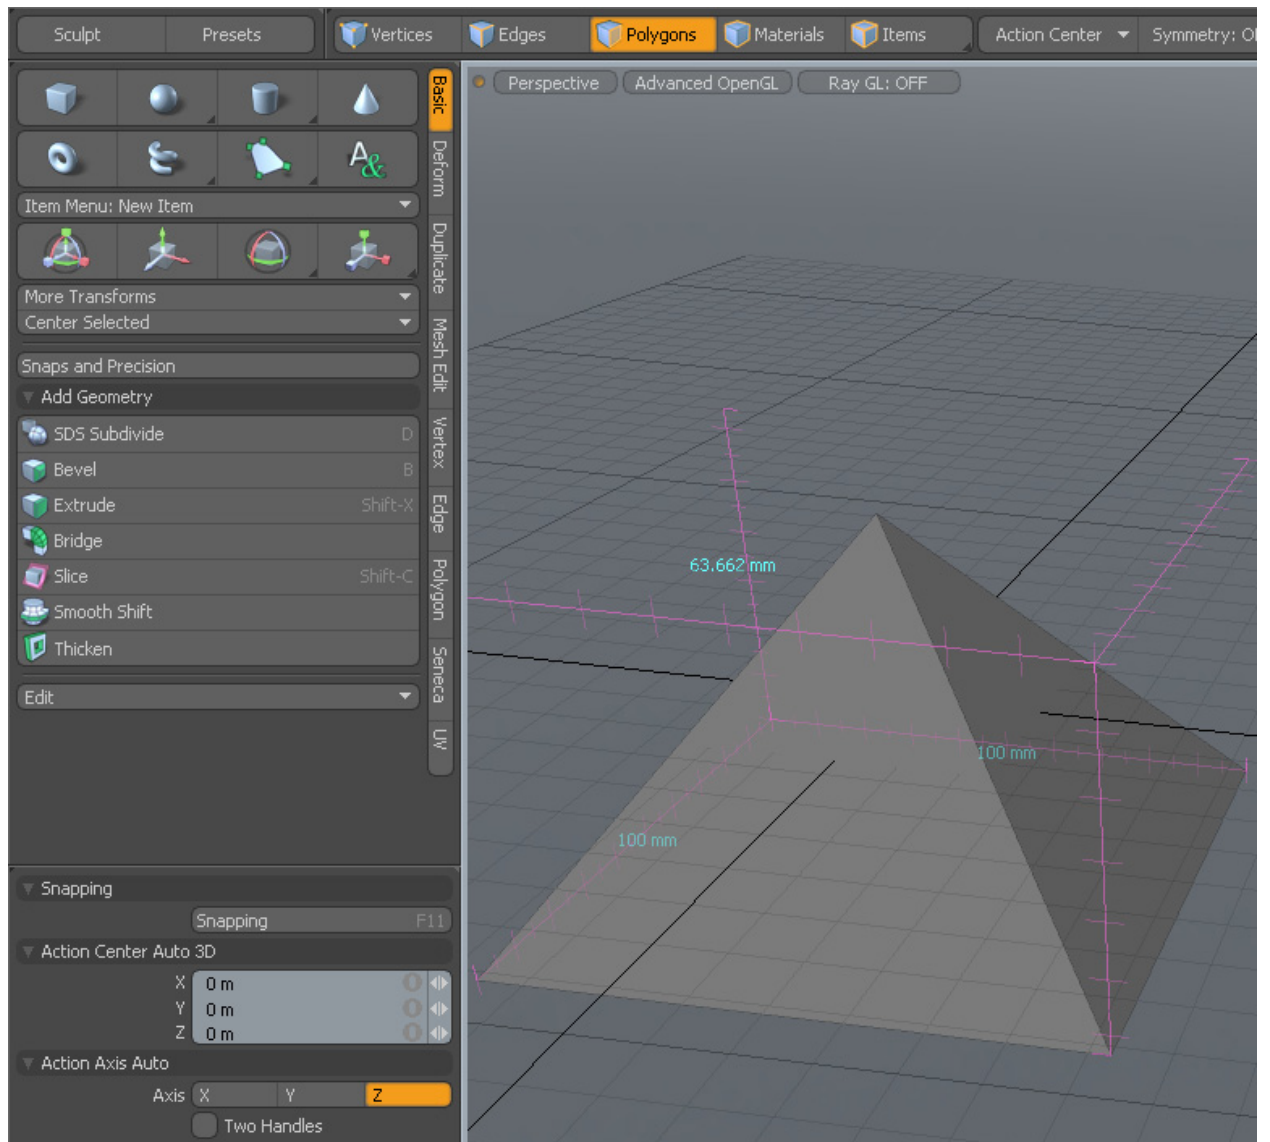 Sculpt
Presets
Vertices
Edges
Polygons
Materials
Items
Action Center
Symmetry:
Perspective
Advanced OpenGL
Ray GL: OFF
Basic
Deform
Duplicate
Mesh Edit
Vertex
Edge
Polygon
Seneca
UV
A&
Item Menu: New Item
More Transforms
Center Selected
Snaps and Precision
Add Geometry
SDS Subdivide D
Bevel B
Extrude Shift-X
Bridge
Slice Shift-C
Smooth Shift
Thicken
Edit
63.662 mm
100 mm
100 mm
Snapping
Snapping F11
Action Center Auto 3D
X 0 m
Y 0 m
Z 0 m
Action Axis Auto
Axis X Y Z
Two Handles